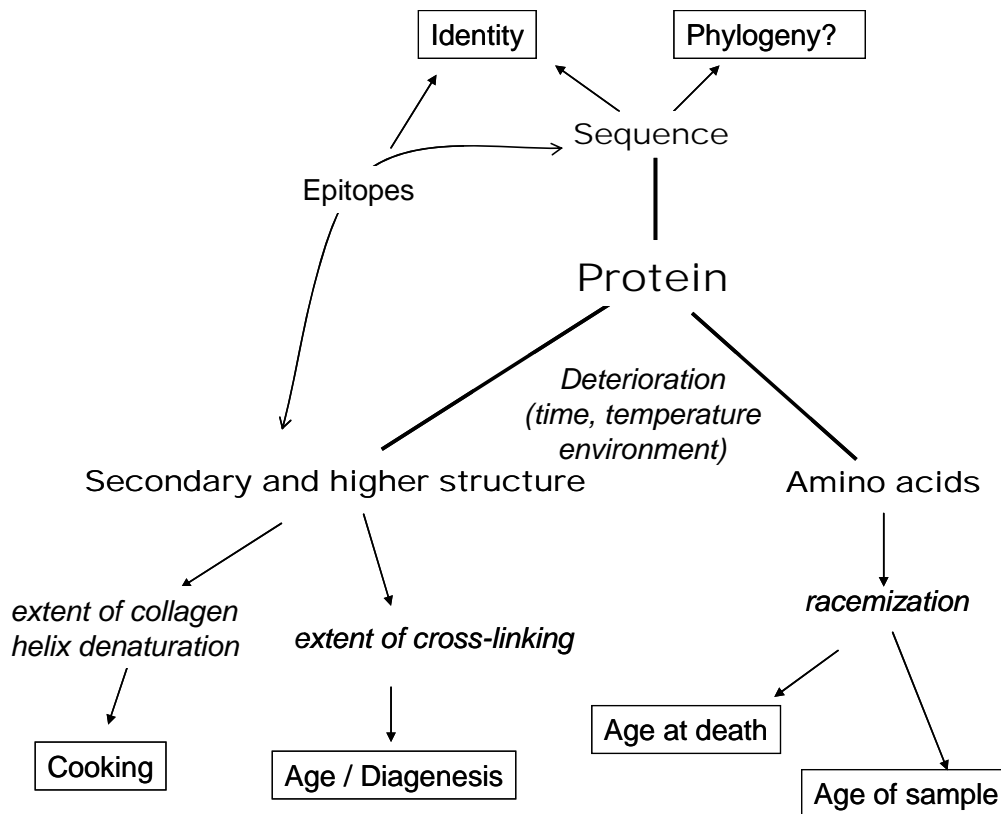 Identity
Phylogeny?
Sequence
Epitopes
Protein
Deterioration
(time, temperature
environment)
Secondary and higher structure
Amino acids
extent of collagen
helix denaturation
extent of cross-linking
racemization
Cooking
Age / Diagenesis
Age at death
Age of sample